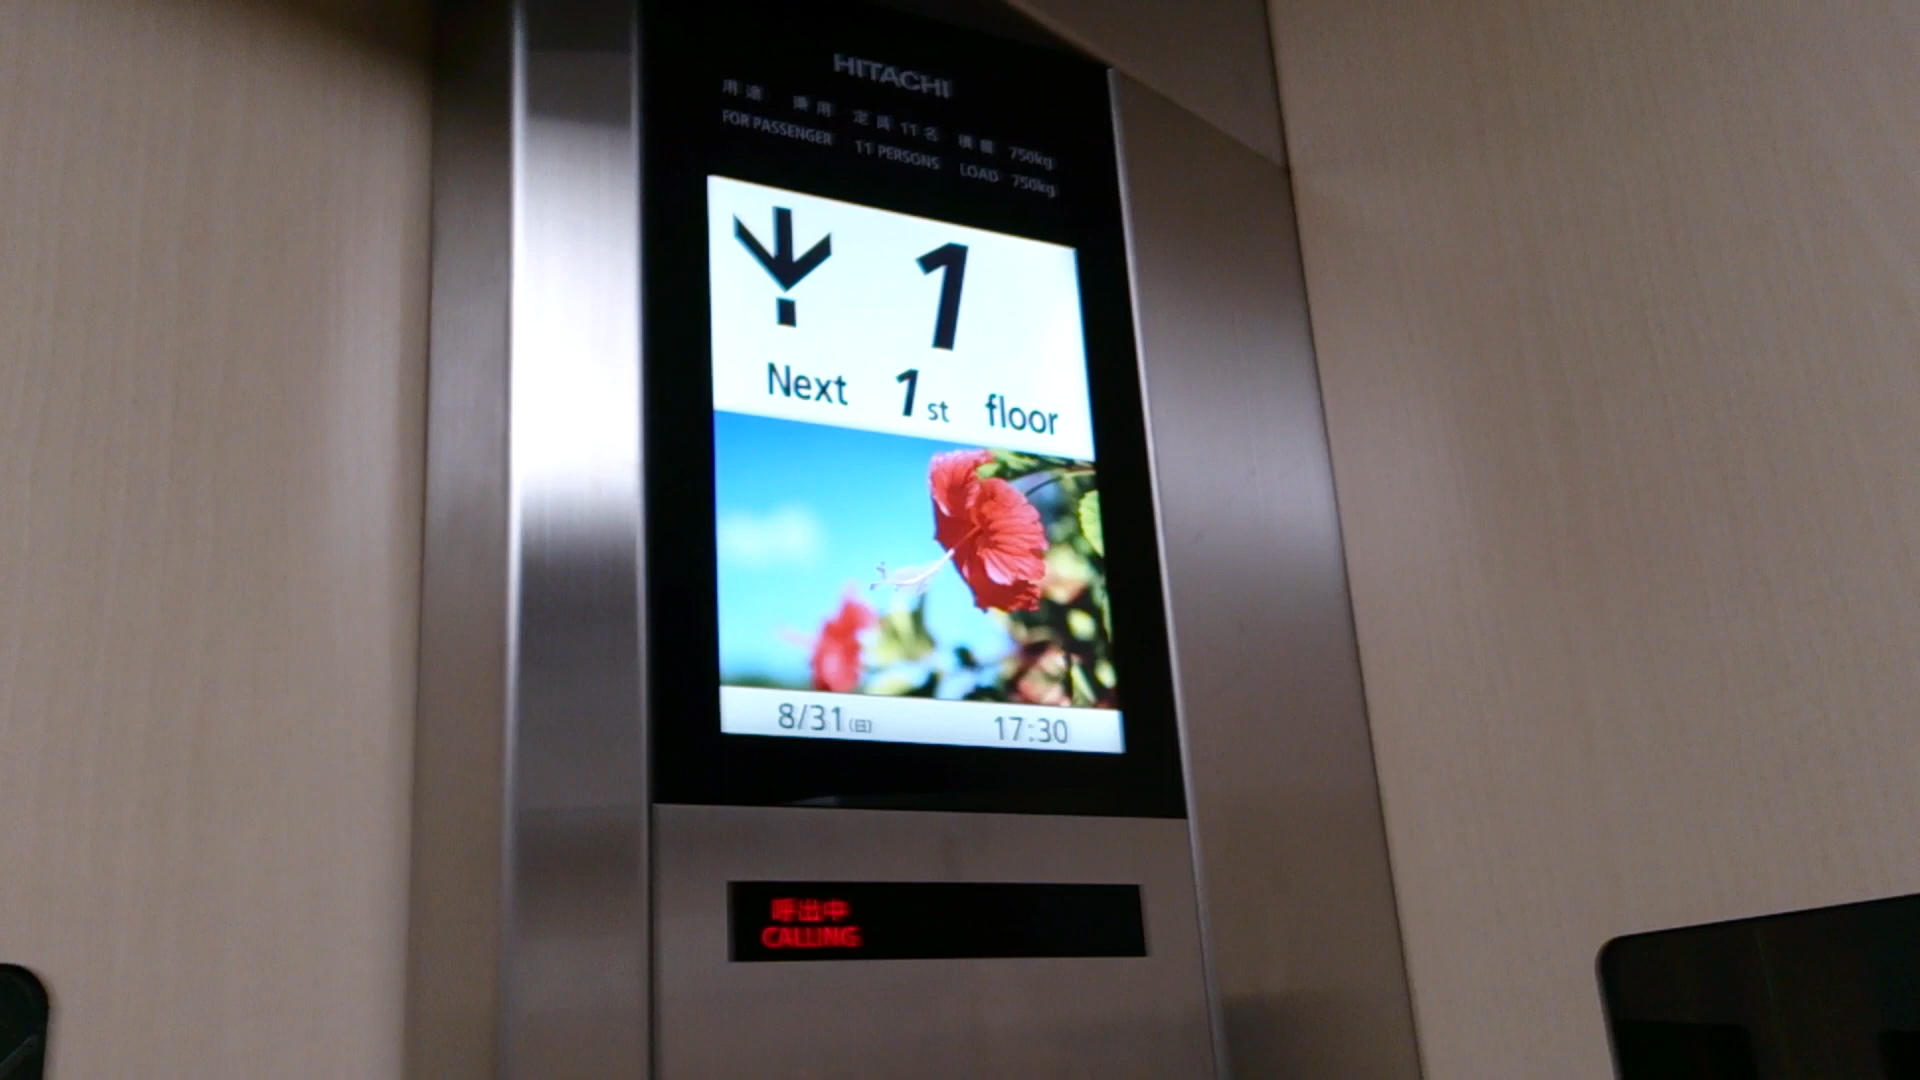 HITACHI
用途 乗用 定員 11名 積載 750kg
FOR PASSENGER 11 PERSONS LOAD 750kg
1
Next 1st floor
8/31(日) 17:30
呼出中
CALLING